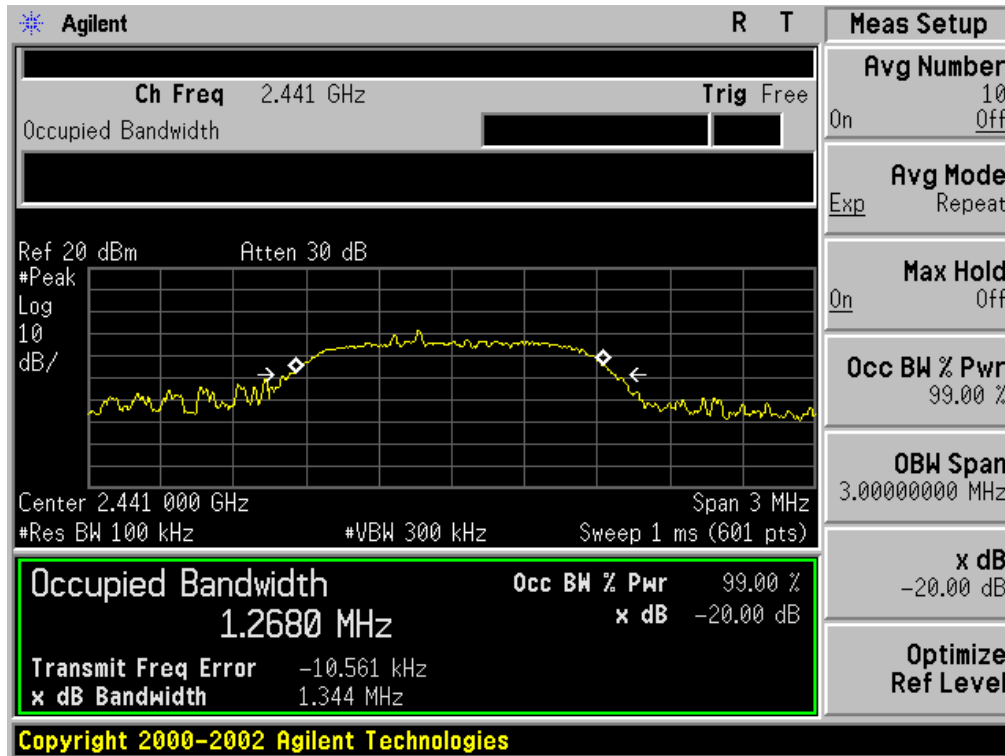 Agilent R T
Ch Freq 2.441 GHz Trig Free
Occupied Bandwidth
Ref 20 dBm Atten 30 dB
#Peak
Log
10
dB/
Center 2.441 000 GHz Span 3 MHz
#Res BW 100 kHz #VBW 300 kHz Sweep 1 ms (601 pts)
Occupied Bandwidth Occ BW % Pwr 99.00 %
1.2680 MHz x dB -20.00 dB
Transmit Freq Error -10.561 kHz
x dB Bandwidth 1.344 MHz
Copyright 2000-2002 Agilent Technologies
Meas Setup
Avg Number
10
On Off
Avg Mode
Exp Repeat
Max Hold
On Off
Occ BW % Pwr
99.00 %
OBW Span
3.00000000 MHz
x dB
-20.00 dB
Optimize
Ref Level